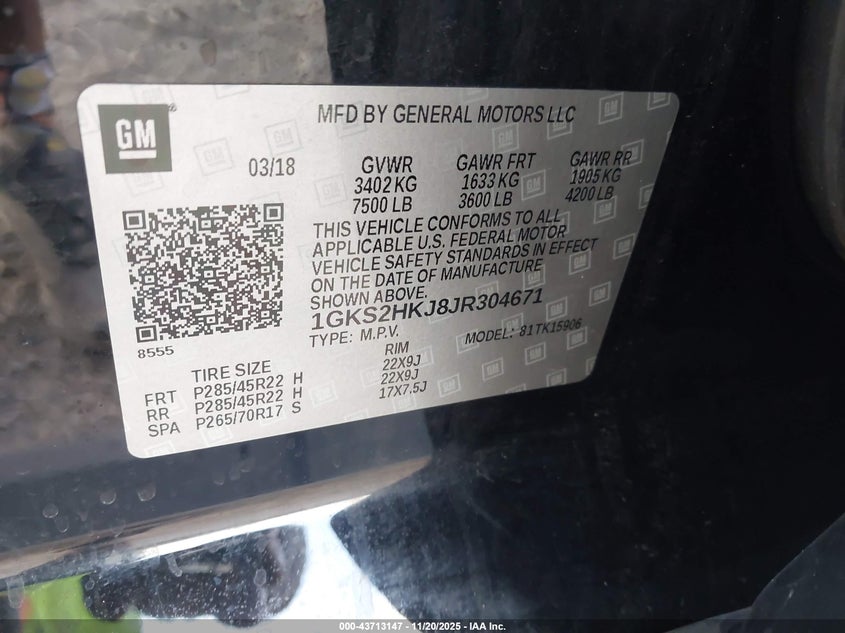 GM
MFD BY GENERAL MOTORS LLC
03/18 GVWR GAWR FRT GAWR RR
3402 KG 1633 KG 1905 KG
7500 LB 3600 LB 4200 LB
THIS VEHICLE CONFORMS TO ALL
APPLICABLE U.S. FEDERAL MOTOR
VEHICLE SAFETY STANDARDS IN EFFECT
ON THE DATE OF MANUFACTURE
SHOWN ABOVE.
1GKS2HKJ8JR304671
TYPE: M.P.V. MODEL: 81TK15906
8555
TIRE SIZE RIM
FRT P285/45R22 H 22X9J
RR P285/45R22 H 22X9J
SPA P265/70R17 S 17X7.5J
000-43713147 - 11/20/2025 - IAA Inc.